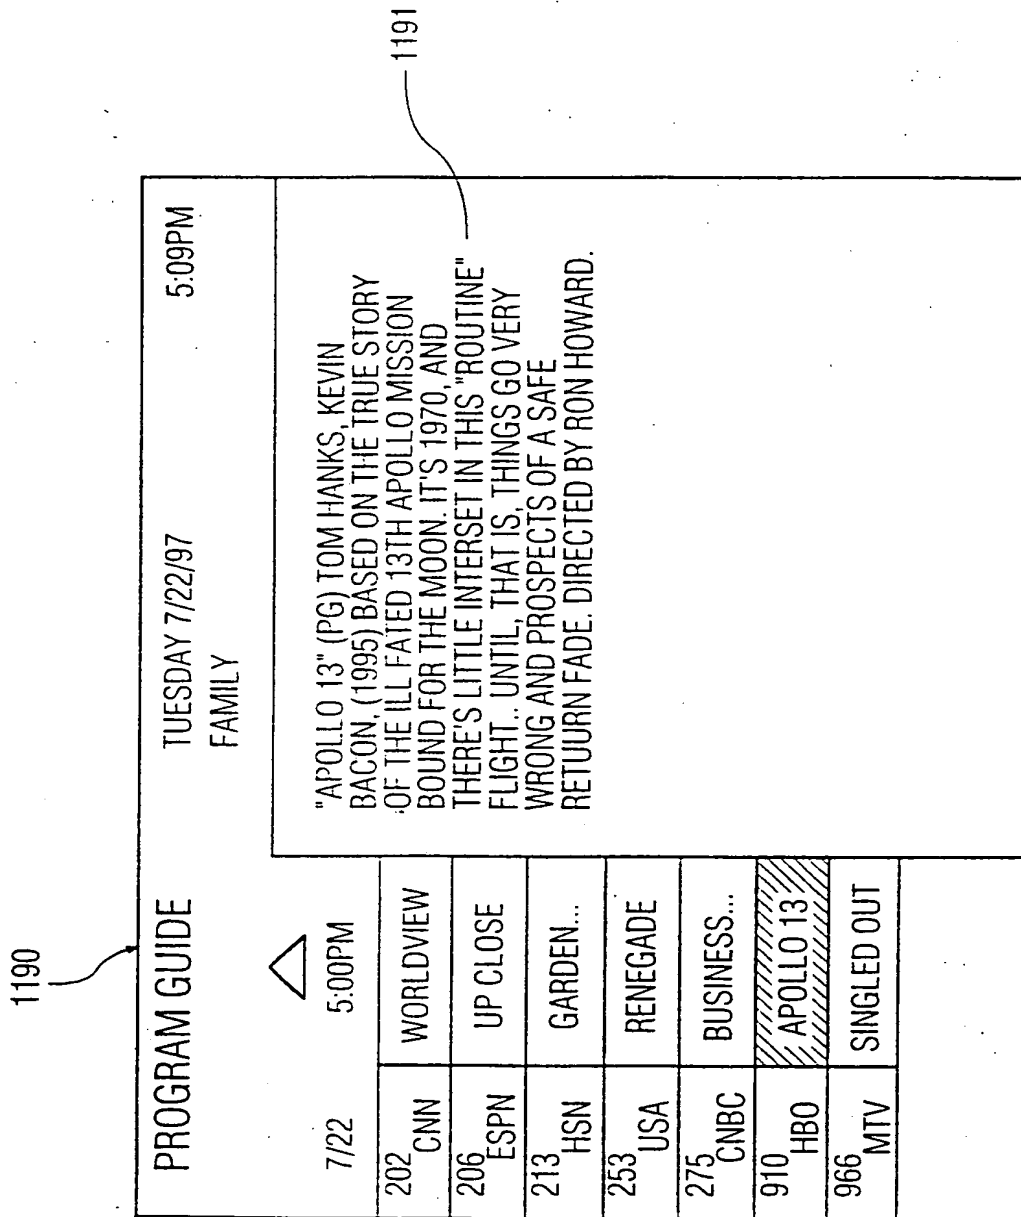 1190
PROGRAM GUIDE
TUESDAY 7/22/97
5:09PM
FAMILY
7/22
5:00PM
202 CNN
WORLDVIEW
206 ESPN
UP CLOSE
213 HSN
GARDEN...
253 USA
RENEGADE
275 CNBC
BUSINESS...
910 HBO
APOLLO 13
966 MTV
SINGLED OUT
"APOLLO 13" (PG) TOM HANKS, KEVIN
BACON, (1995) BASED ON THE TRUE STORY
OF THE ILL FATED 13TH APOLLO MISSION
BOUND FOR THE MOON. IT'S 1970, AND
THERE'S LITTLE INTERSET IN THIS "ROUTINE"
FLIGHT.. UNTIL, THAT IS, THINGS GO VERY
WRONG AND PROSPECTS OF A SAFE
RETUURN FADE. DIRECTED BY RON HOWARD.
1191